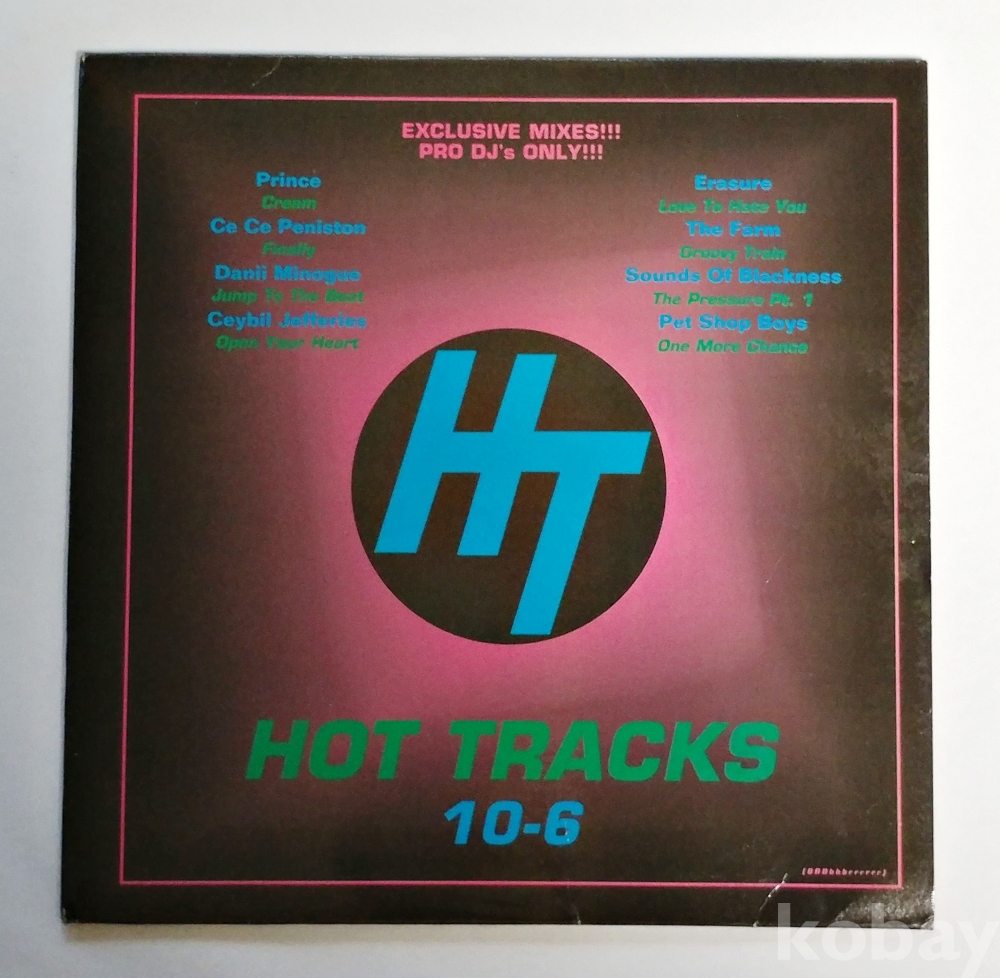 EXCLUSIVE MIXES!!!
PRO DJ's ONLY!!!
Prince
Cream
Ce Ce Peniston
Finally
Danii Minogue
Jump To The Beat
Ceybil Jefferies
Open Your Heart
Erasure
Love To Hate You
The Farm
Groovy Train
Sounds Of Blackness
The Pressure Pt. 1
Pet Shop Boys
One More Chance
HT
HOT TRACKS
10-6
kobay